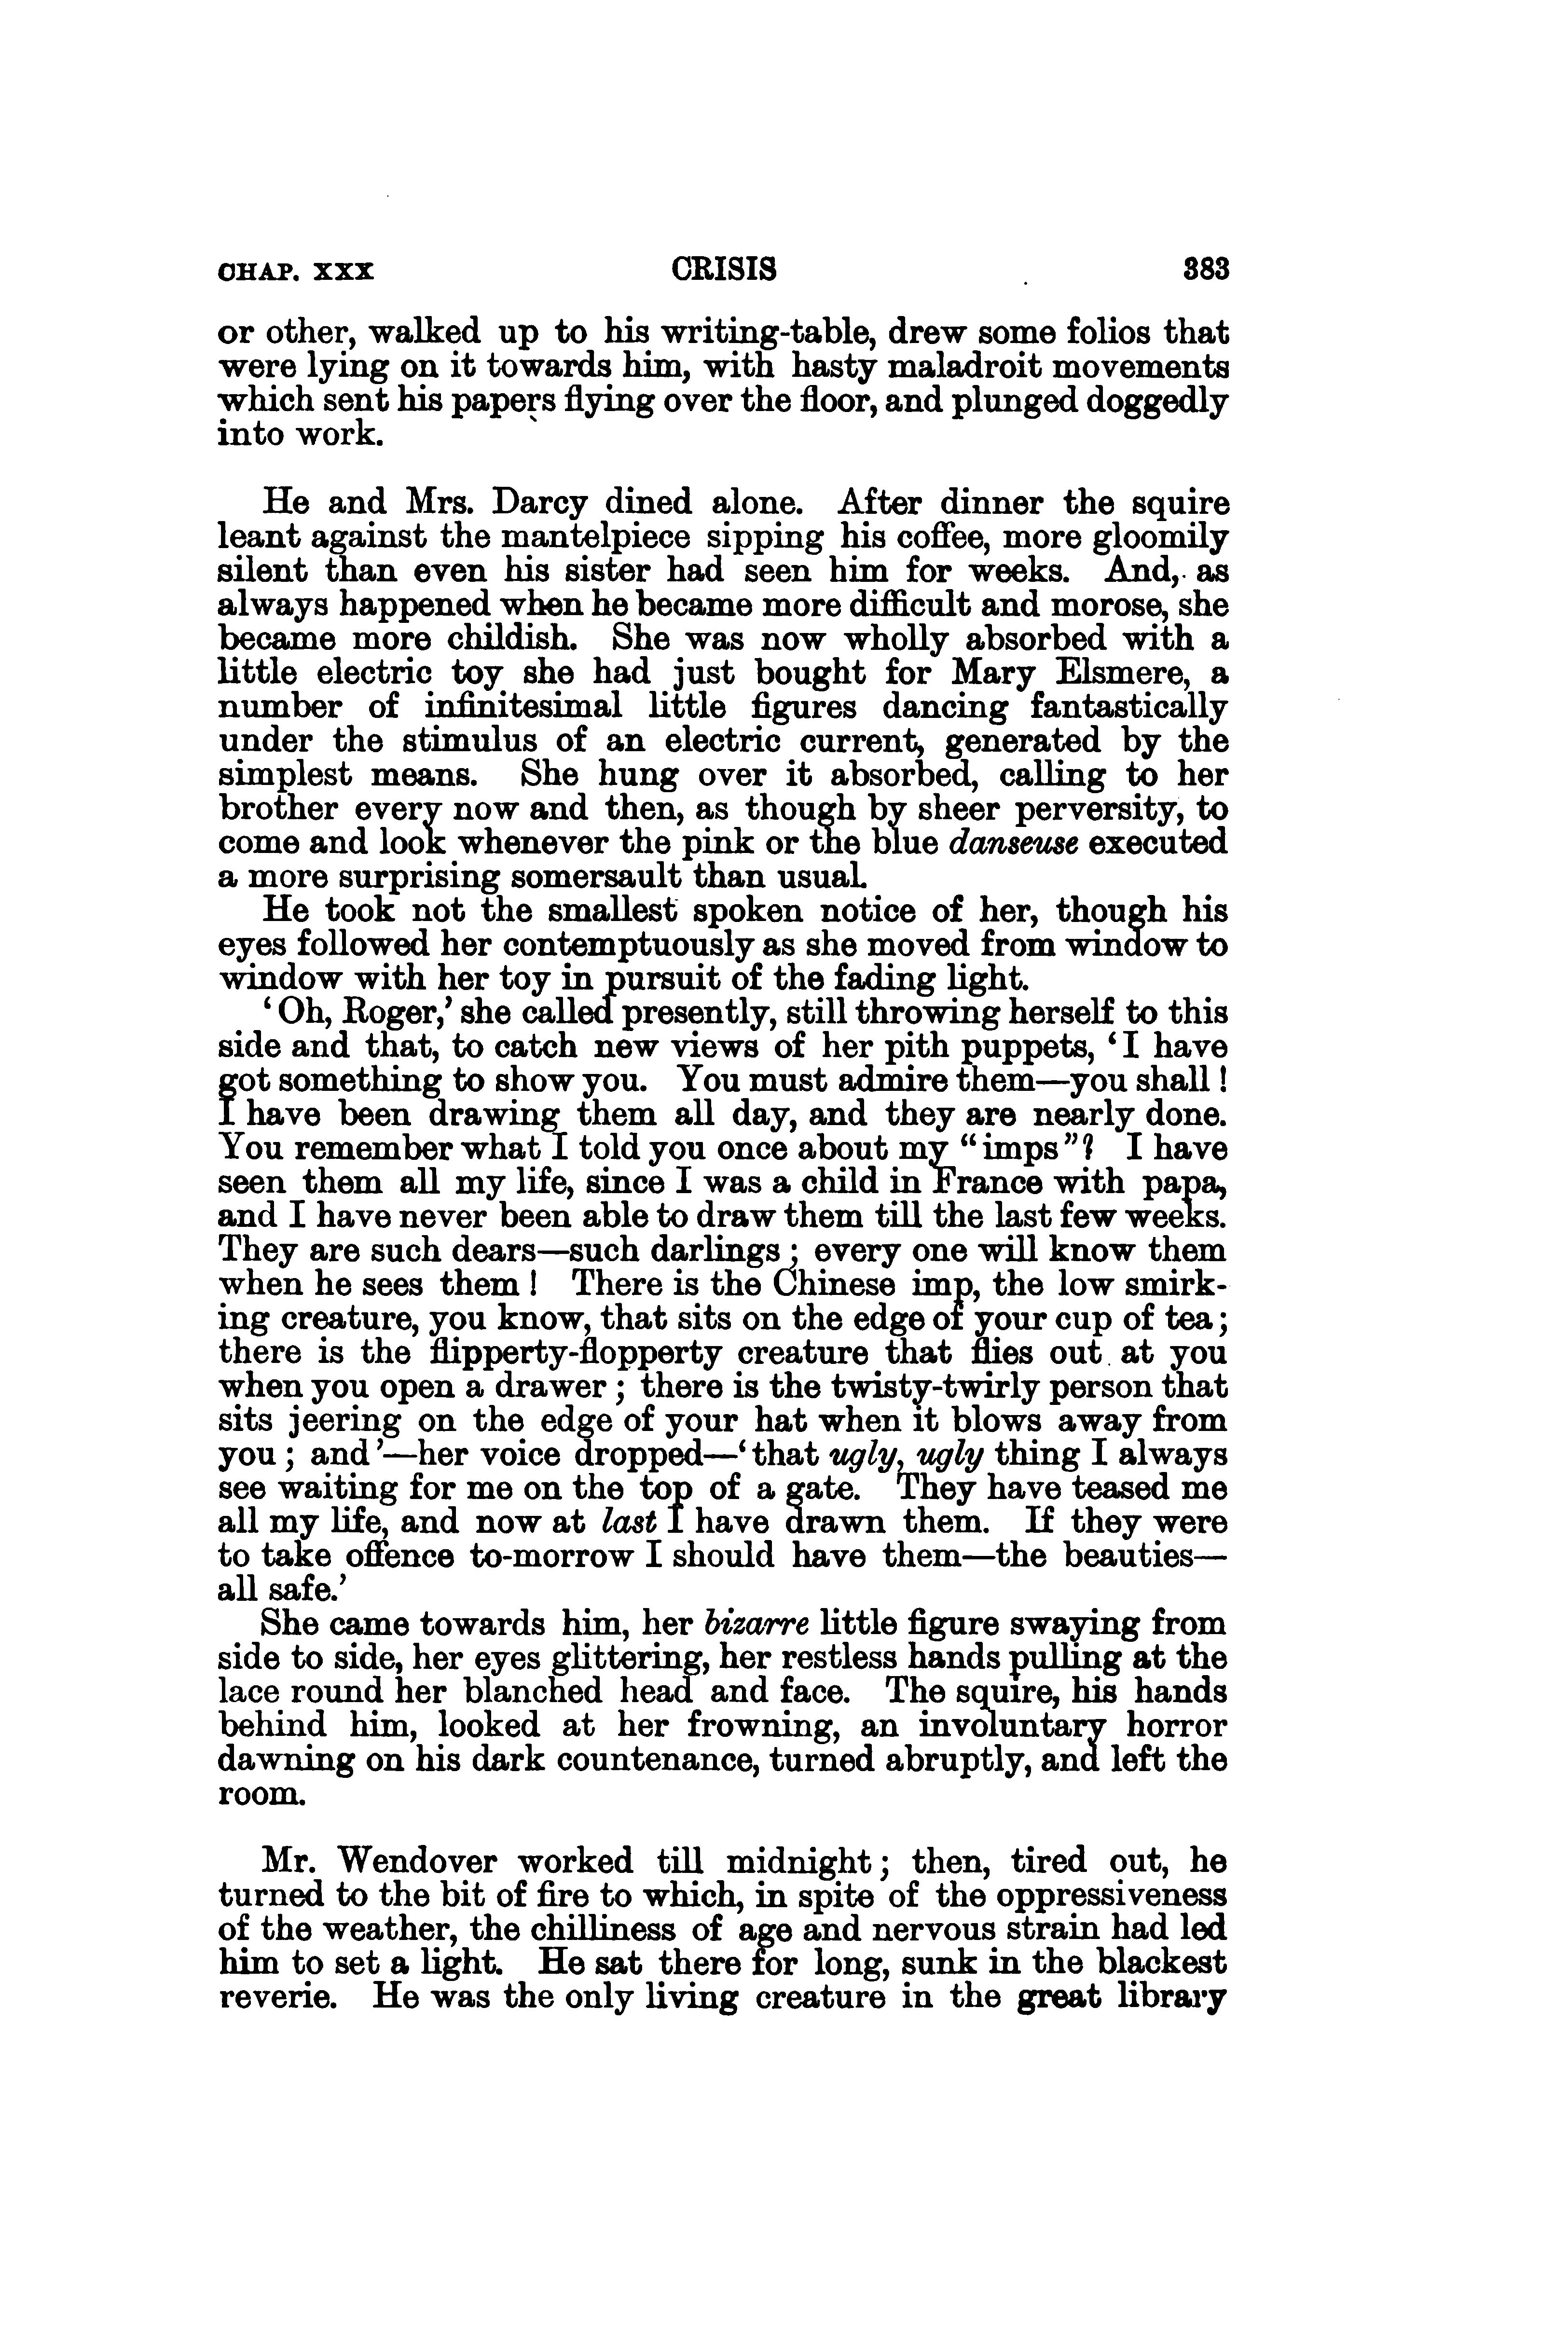 CHAP. XXX CRISIS 383
or other, walked up to his writing-table, drew some folios that
were lying on it towards him, with hasty maladroit movements
which sent his papers flying over the floor, and plunged doggedly
into work.
He and Mrs. Darcy dined alone. After dinner the squire
leant against the mantelpiece sipping his coffee, more gloomily
silent than even his sister had seen him for weeks. And, as
always happened when he became more difficult and morose, she
became more childish. She was now wholly absorbed with a
little electric toy she had just bought for Mary Elsmere, a
number of infinitesimal little figures dancing fantastically
under the stimulus of an electric current, generated by the
simplest means. She hung over it absorbed, calling to her
brother every now and then, as though by sheer perversity, to
come and look whenever the pink or the blue danseuse executed
a more surprising somersault than usual.
He took not the smallest spoken notice of her, though his
eyes followed her contemptuously as she moved from window to
window with her toy in pursuit of the fading light.
‘Oh, Roger,’ she called presently, still throwing herself to this
side and that, to catch new views of her pith puppets, ‘I have
got something to show you. You must admire them—you shall!
I have been drawing them all day, and they are nearly done.
You remember what I told you once about my “imps”? I have
seen them all my life, since I was a child in France with papa,
and I have never been able to draw them till the last few weeks.
They are such dears—such darlings; every one will know them
when he sees them! There is the Chinese imp, the low smirk-
ing creature, you know, that sits on the edge of your cup of tea;
there is the flipperty-flopperty creature that flies out at you
when you open a drawer; there is the twisty-twirly person that
sits jeering on the edge of your hat when it blows away from
you; and’—her voice dropped—‘that ugly, ugly thing I always
see waiting for me on the top of a gate. They have teased me
all my life, and now at last I have drawn them. If they were
to take offence to-morrow I should have them—the beauties—
all safe.’
She came towards him, her bizarre little figure swaying from
side to side, her eyes glittering, her restless hands pulling at the
lace round her blanched head and face. The squire, his hands
behind him, looked at her frowning, an involuntary horror
dawning on his dark countenance, turned abruptly, and left the
room.
Mr. Wendover worked till midnight; then, tired out, he
turned to the bit of fire to which, in spite of the oppressiveness
of the weather, the chilliness of age and nervous strain had led
him to set a light. He sat there for long, sunk in the blackest
reverie. He was the only living creature in the great library